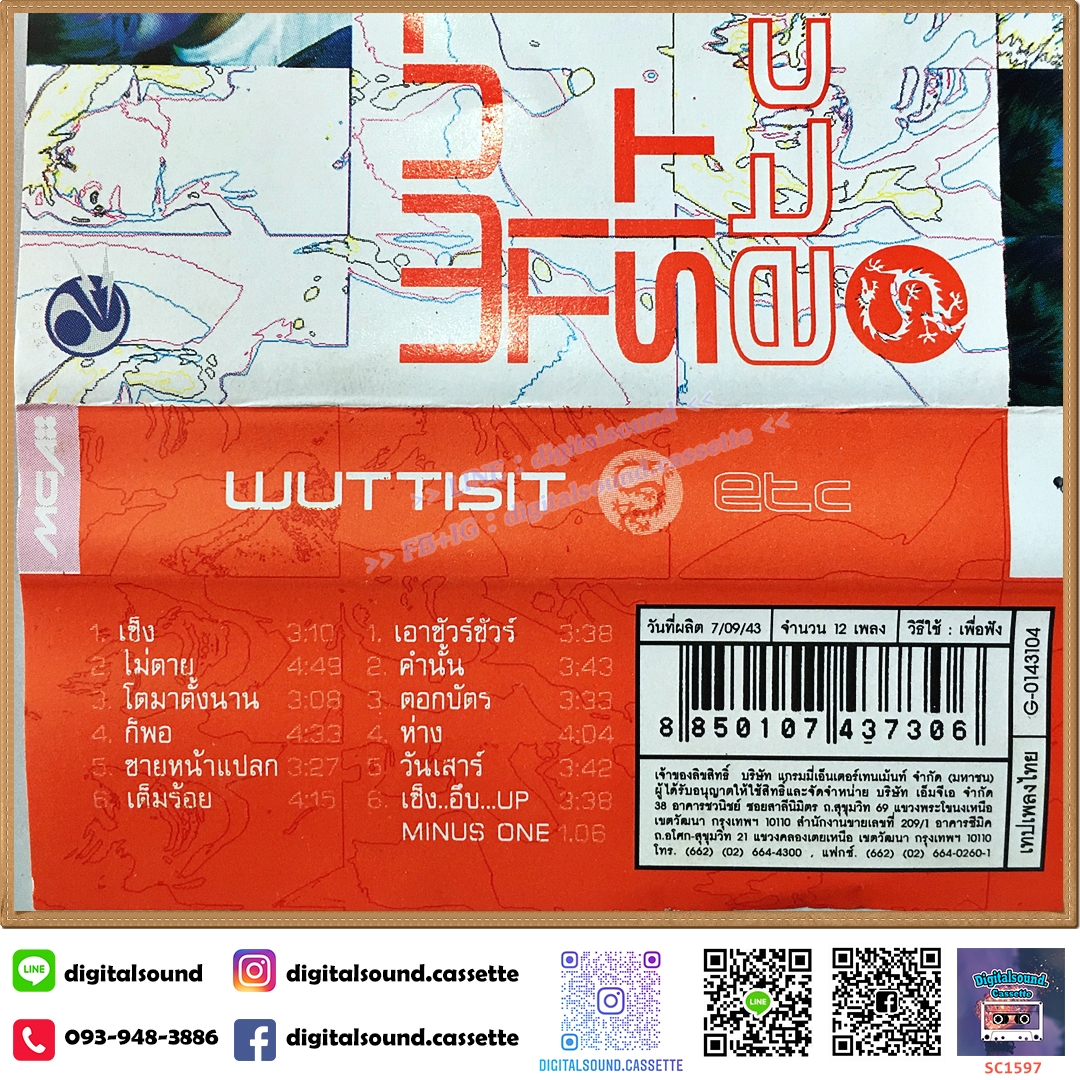 WUTTISIT
etc
MGA
WUTTISIT etc
>> LINE : digitalsound <<
>> FB+IG : digitalsound.cassette <<
1. เซ็ง 3:10
2. ไม่ตาย 4:49
3. โตมาตั้งนาน 3:08
4. ก็พอ 4:33
5. ชายหน้าแปลก 3:27
6. เต็มร้อย 4:15
1. เอาชัวร์ชัวร์ 3:38
2. คำนั้น 3,43
3. ตอกบัตร 3:33
4. ห่าง 4:04
5. วันเสาร์ 3:42
6. เซ็ง..อึ๊บ...UP 3:38
MINUS ONE 1.06
วันที่ผลิต 7/09/43 จำนวน 12 เพลง วิธีใช้ : เพื่อฟัง
8 850107 437306
เจ้าของลิขสิทธิ์ บริษัท แกรมมี่เอ็นเตอร์เทนเม้นท์ จำกัด (มหาชน)
ผู้ได้รับอนุญาตให้ใช้สิทธิ์และจัดจำหน่าย บริษัท เอ็มจีเอ จำกัด
38 อาคารชวนิชย์ ซอยสาลีนิมิตร ถ.สุขุมวิท 69 แขวงพระโขนงเหนือ
เขตวัฒนา กรุงเทพฯ 10110 สำนักงานขายเลขที่ 209/1 อาคารซีมิค
ถ.อโศก-สุขุมวิท 21 แขวงคลองเตยเหนือ เขตวัฒนา กรุงเทพฯ 10110
โทร. (662) (02) 664-4300 , แฟกซ์. (662) (02) 664-0260-1
เทปเพลงไทย G-0143104
LINE digitalsound
digitalsound.cassette
093-948-3886
digitalsound.cassette
DIGITALSOUND.CASSETTE
LINE
Digitalsound.
Cassette
SC1597